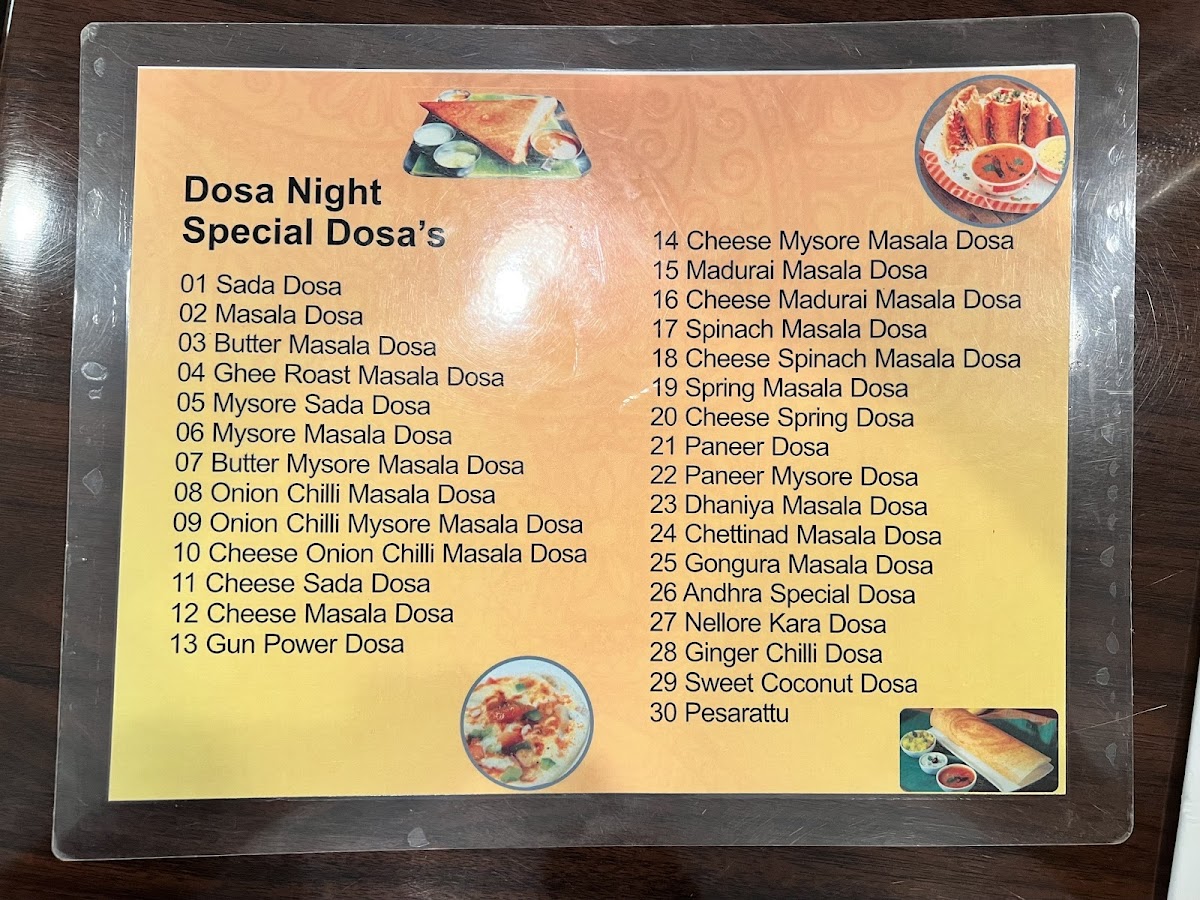 Dosa Night
Special Dosa's
01 Sada Dosa
02 Masala Dosa
03 Butter Masala Dosa
04 Ghee Roast Masala Dosa
05 Mysore Sada Dosa
06 Mysore Masala Dosa
07 Butter Mysore Masala Dosa
08 Onion Chilli Masala Dosa
09 Onion Chilli Mysore Masala Dosa
10 Cheese Onion Chilli Masala Dosa
11 Cheese Sada Dosa
12 Cheese Masala Dosa
13 Gun Power Dosa
14 Cheese Mysore Masala Dosa
15 Madurai Masala Dosa
16 Cheese Madurai Masala Dosa
17 Spinach Masala Dosa
18 Cheese Spinach Masala Dosa
19 Spring Masala Dosa
20 Cheese Spring Dosa
21 Paneer Dosa
22 Paneer Mysore Dosa
23 Dhaniya Masala Dosa
24 Chettinad Masala Dosa
25 Gongura Masala Dosa
26 Andhra Special Dosa
27 Nellore Kara Dosa
28 Ginger Chilli Dosa
29 Sweet Coconut Dosa
30 Pesarattu